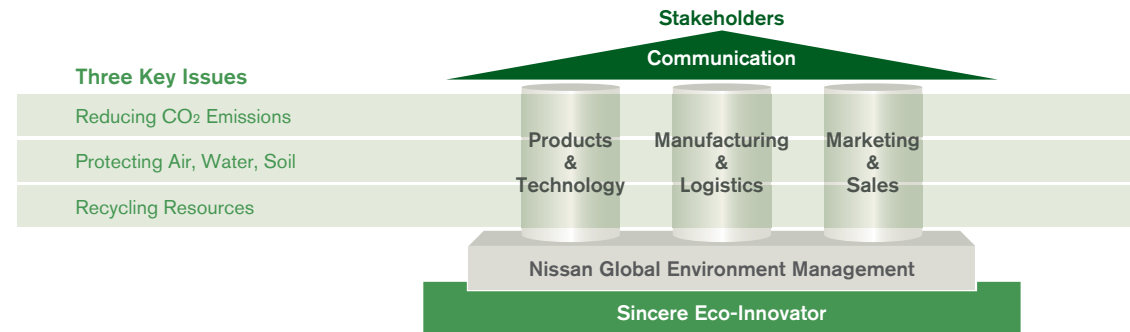 Stakeholders
Communication
Three Key Issues
Reducing CO₂ Emissions
Protecting Air, Water, Soil
Recycling Resources
Products
&
Technology
Manufacturing
&
Logistics
Marketing
&
Sales
Nissan Global Environment Management
Sincere Eco-Innovator